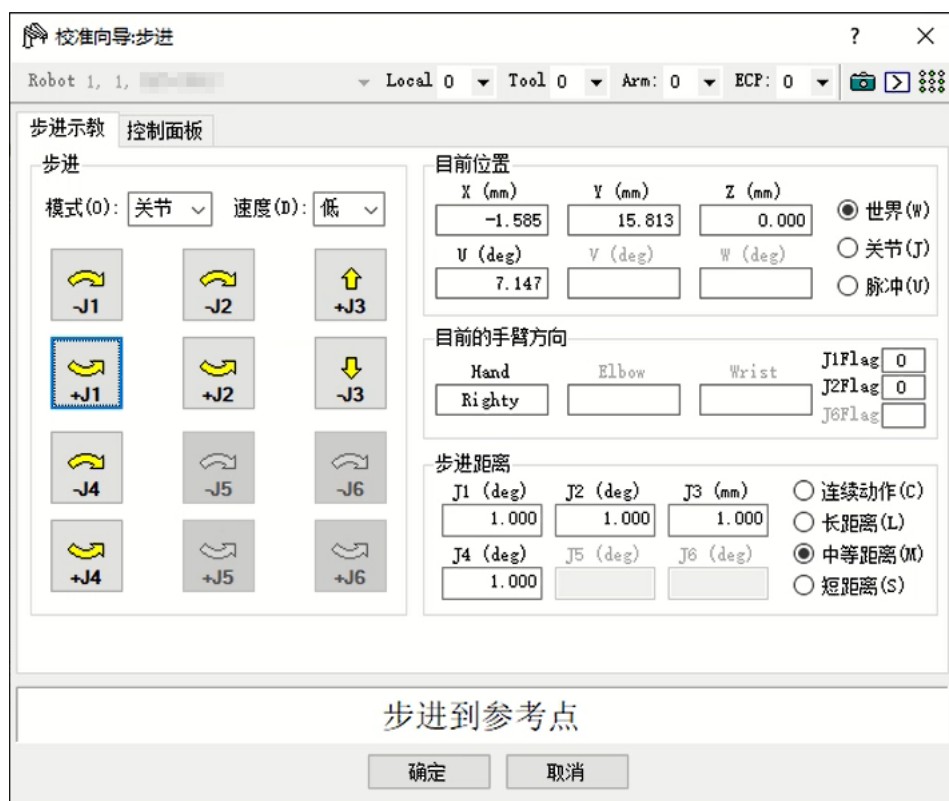 校准向导:步进
Robot 1, 1,
Local 0 Tool 0 Arm: 0 ECP: 0
步进示教 控制面板
步进
模式(O): 关节 速度(D): 低
-J1 -J2 +J3
+J1 +J2 -J3
-J4 -J5 -J6
+J4 +J5 +J6
目前位置
X (mm) Y (mm) Z (mm)
-1.585 15.813 0.000
U (deg) V (deg) W (deg)
7.147
世界(W)
关节(J)
脉冲(U)
目前的手臂方向
Hand Elbow Wrist
Righty
J1Flag 0
J2Flag 0
J6Flag
步进距离
J1 (deg) J2 (deg) J3 (mm)
1.000 1.000 1.000
J4 (deg) J5 (deg) J6 (deg)
1.000
连续动作(C)
长距离(L)
中等距离(M)
短距离(S)
步进到参考点
确定 取消